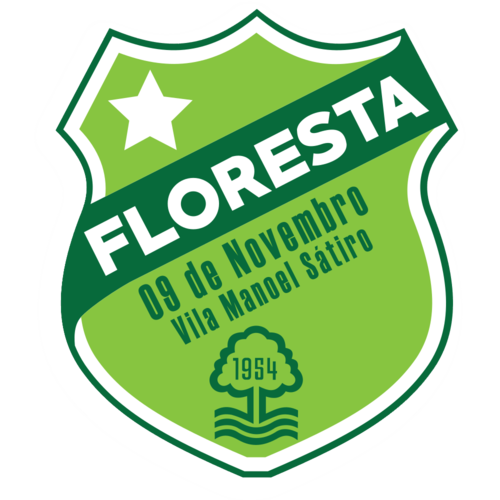 FLORESTA
09 de Novembro
Vila Manoel Sátiro
1954